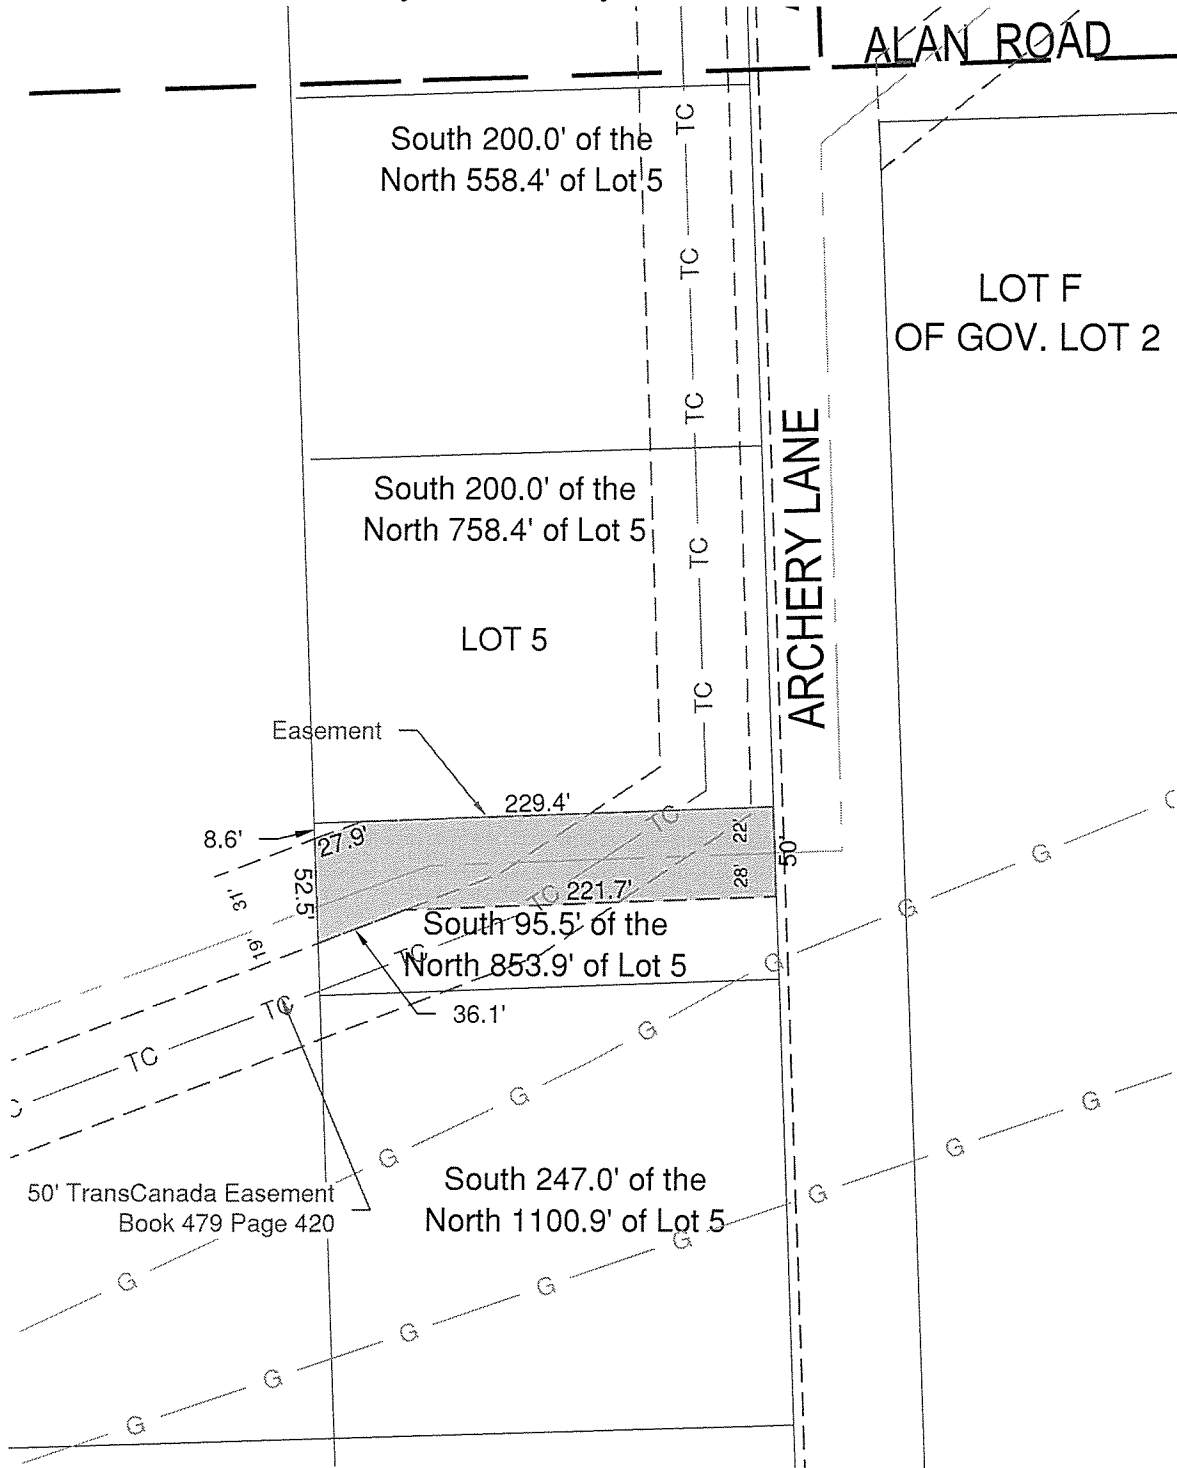 ALAN ROAD
South 200.0' of the
North 558.4' of Lot 5
TC
TC
TC
TC
TC
LOT F
OF GOV. LOT 2
ARCHERY LANE
South 200.0' of the
North 758.4' of Lot 5
LOT 5
Easement
229.4'
8.6'
27.9'
TC
22'
50'
31'
52.5'
28'
221.7'
TC
19'
South 95.5' of the
North 853.9' of Lot 5
TC
36.1'
TC
TC
G
G
G
G
G
G
G
G
G
50' TransCanada Easement
Book 479 Page 420
South 247.0' of the
North 1100.9' of Lot 5
G
G
G
G
G
G